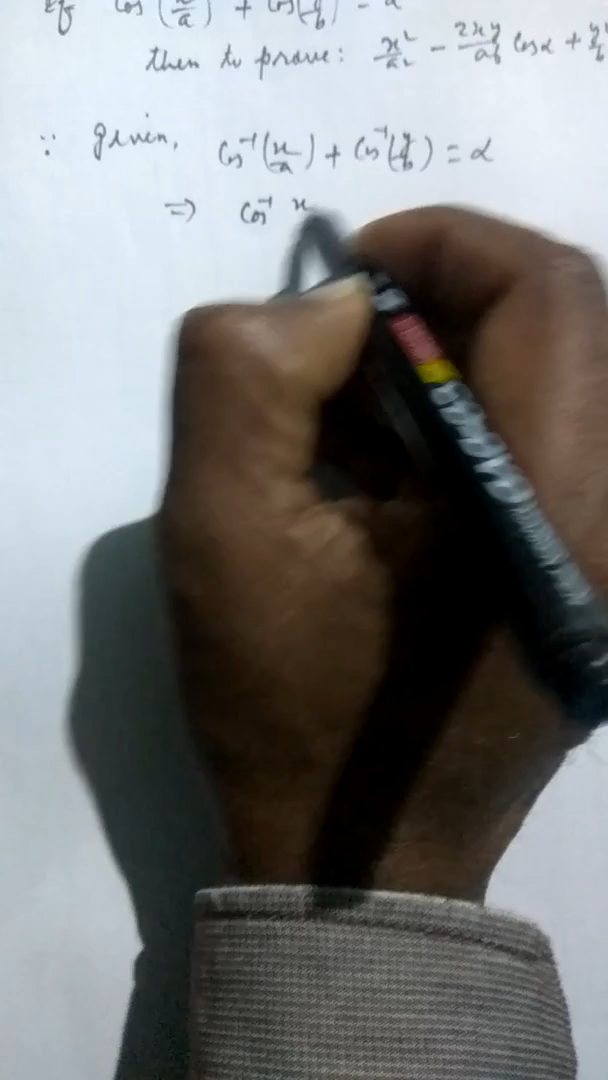 If cos⁻¹(x/a) + cos⁻¹(y/b) = α
then to prove: x²/a² - 2xy/ab cosα + y²
∵ given, cos⁻¹(x/a) + cos⁻¹(y/b) = α
⇒ cos⁻¹ x